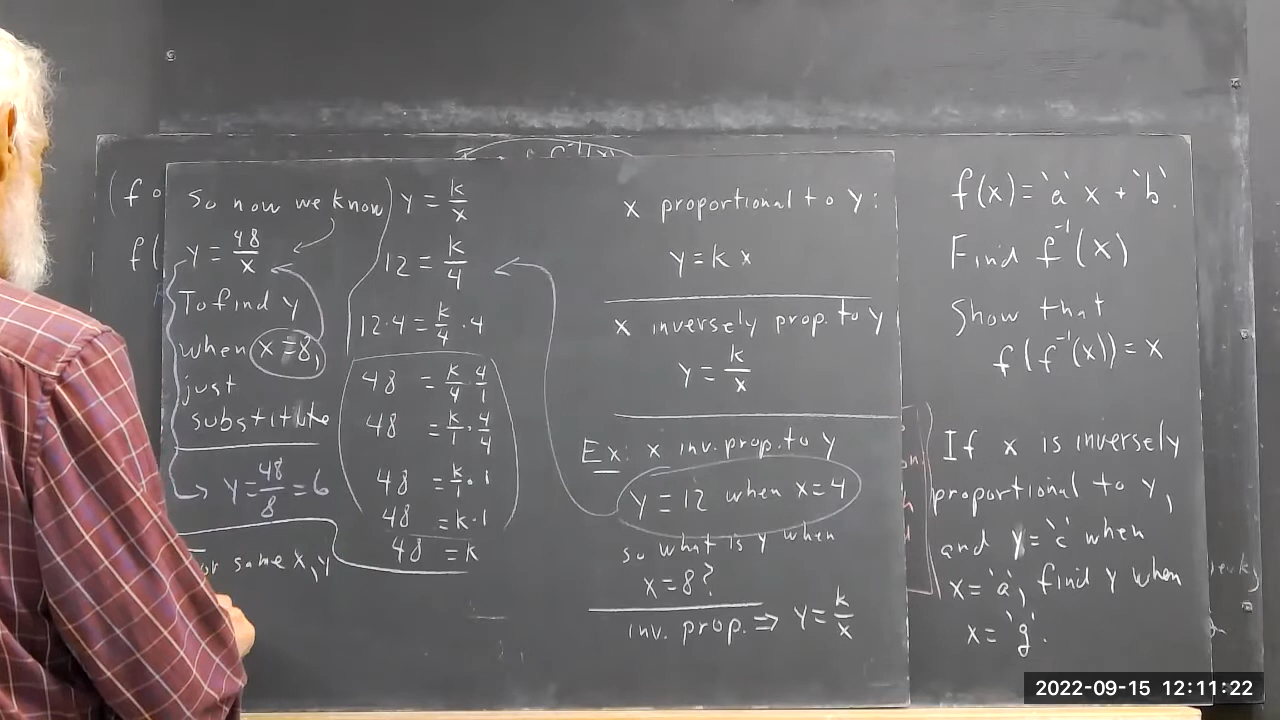 (f o
f(
So now we know
y = 48/x
To find y
when x = 8,
just
substitute
y = 48/8 = 6
For same x, y
y = k/x
12 = k/4
12·4 = k/4 · 4
48 = k/4 · 4/1
48 = k/1 · 4/4
48 = k/1 · 1
48 = k·1
48 = k
x proportional to y:
y = k x
x inversely prop. to y
y = k/x
Ex: x inv. prop. to y
y = 12 when x = 4
so what is y when
x = 8?
inv. prop. ⇒ y = k/x
f(x) = 'a' x + 'b'.
Find f⁻¹(x)
Show that
f(f⁻¹(x)) = x
If x is inversely
proportional to y,
and y = 'c' when
x = 'a', find y when
x = 'g'.
2022-09-15 12:11:22